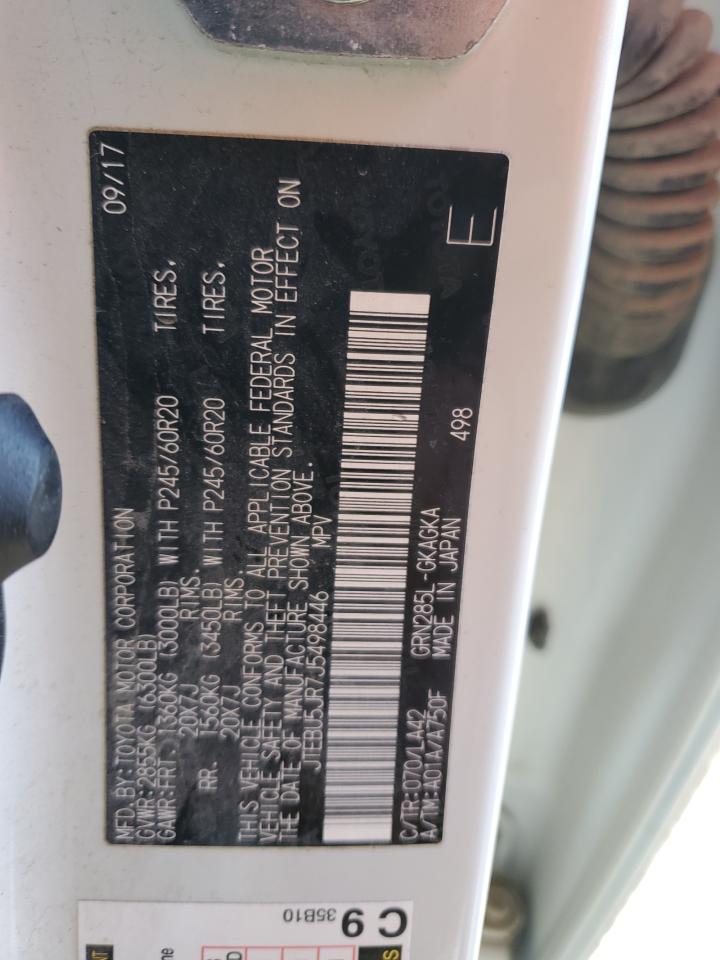 MFD. BY: TOYOTA MOTOR CORPORATION 09/17
GVWR: 2855KG (6300LB)
GAWR: FRT. 1360KG (3000LB) WITH P245/60R20 TIRES,
20X7J RIMS.
RR. 1560KG (3450LB) WITH P245/60R20 TIRES,
20X7J RIMS.
THIS VEHICLE CONFORMS TO ALL APPLICABLE FEDERAL MOTOR
VEHICLE SAFETY AND THEFT PREVENTION STANDARDS IN EFFECT ON
THE DATE OF MANUFACTURE SHOWN ABOVE.
JTEBU5JR7J5498446 MPV
C/TR: 070/LA42 GRN285L-GKAGKA
A/TM: A01A/A750F MADE IN JAPAN 498 E
C9
35B10